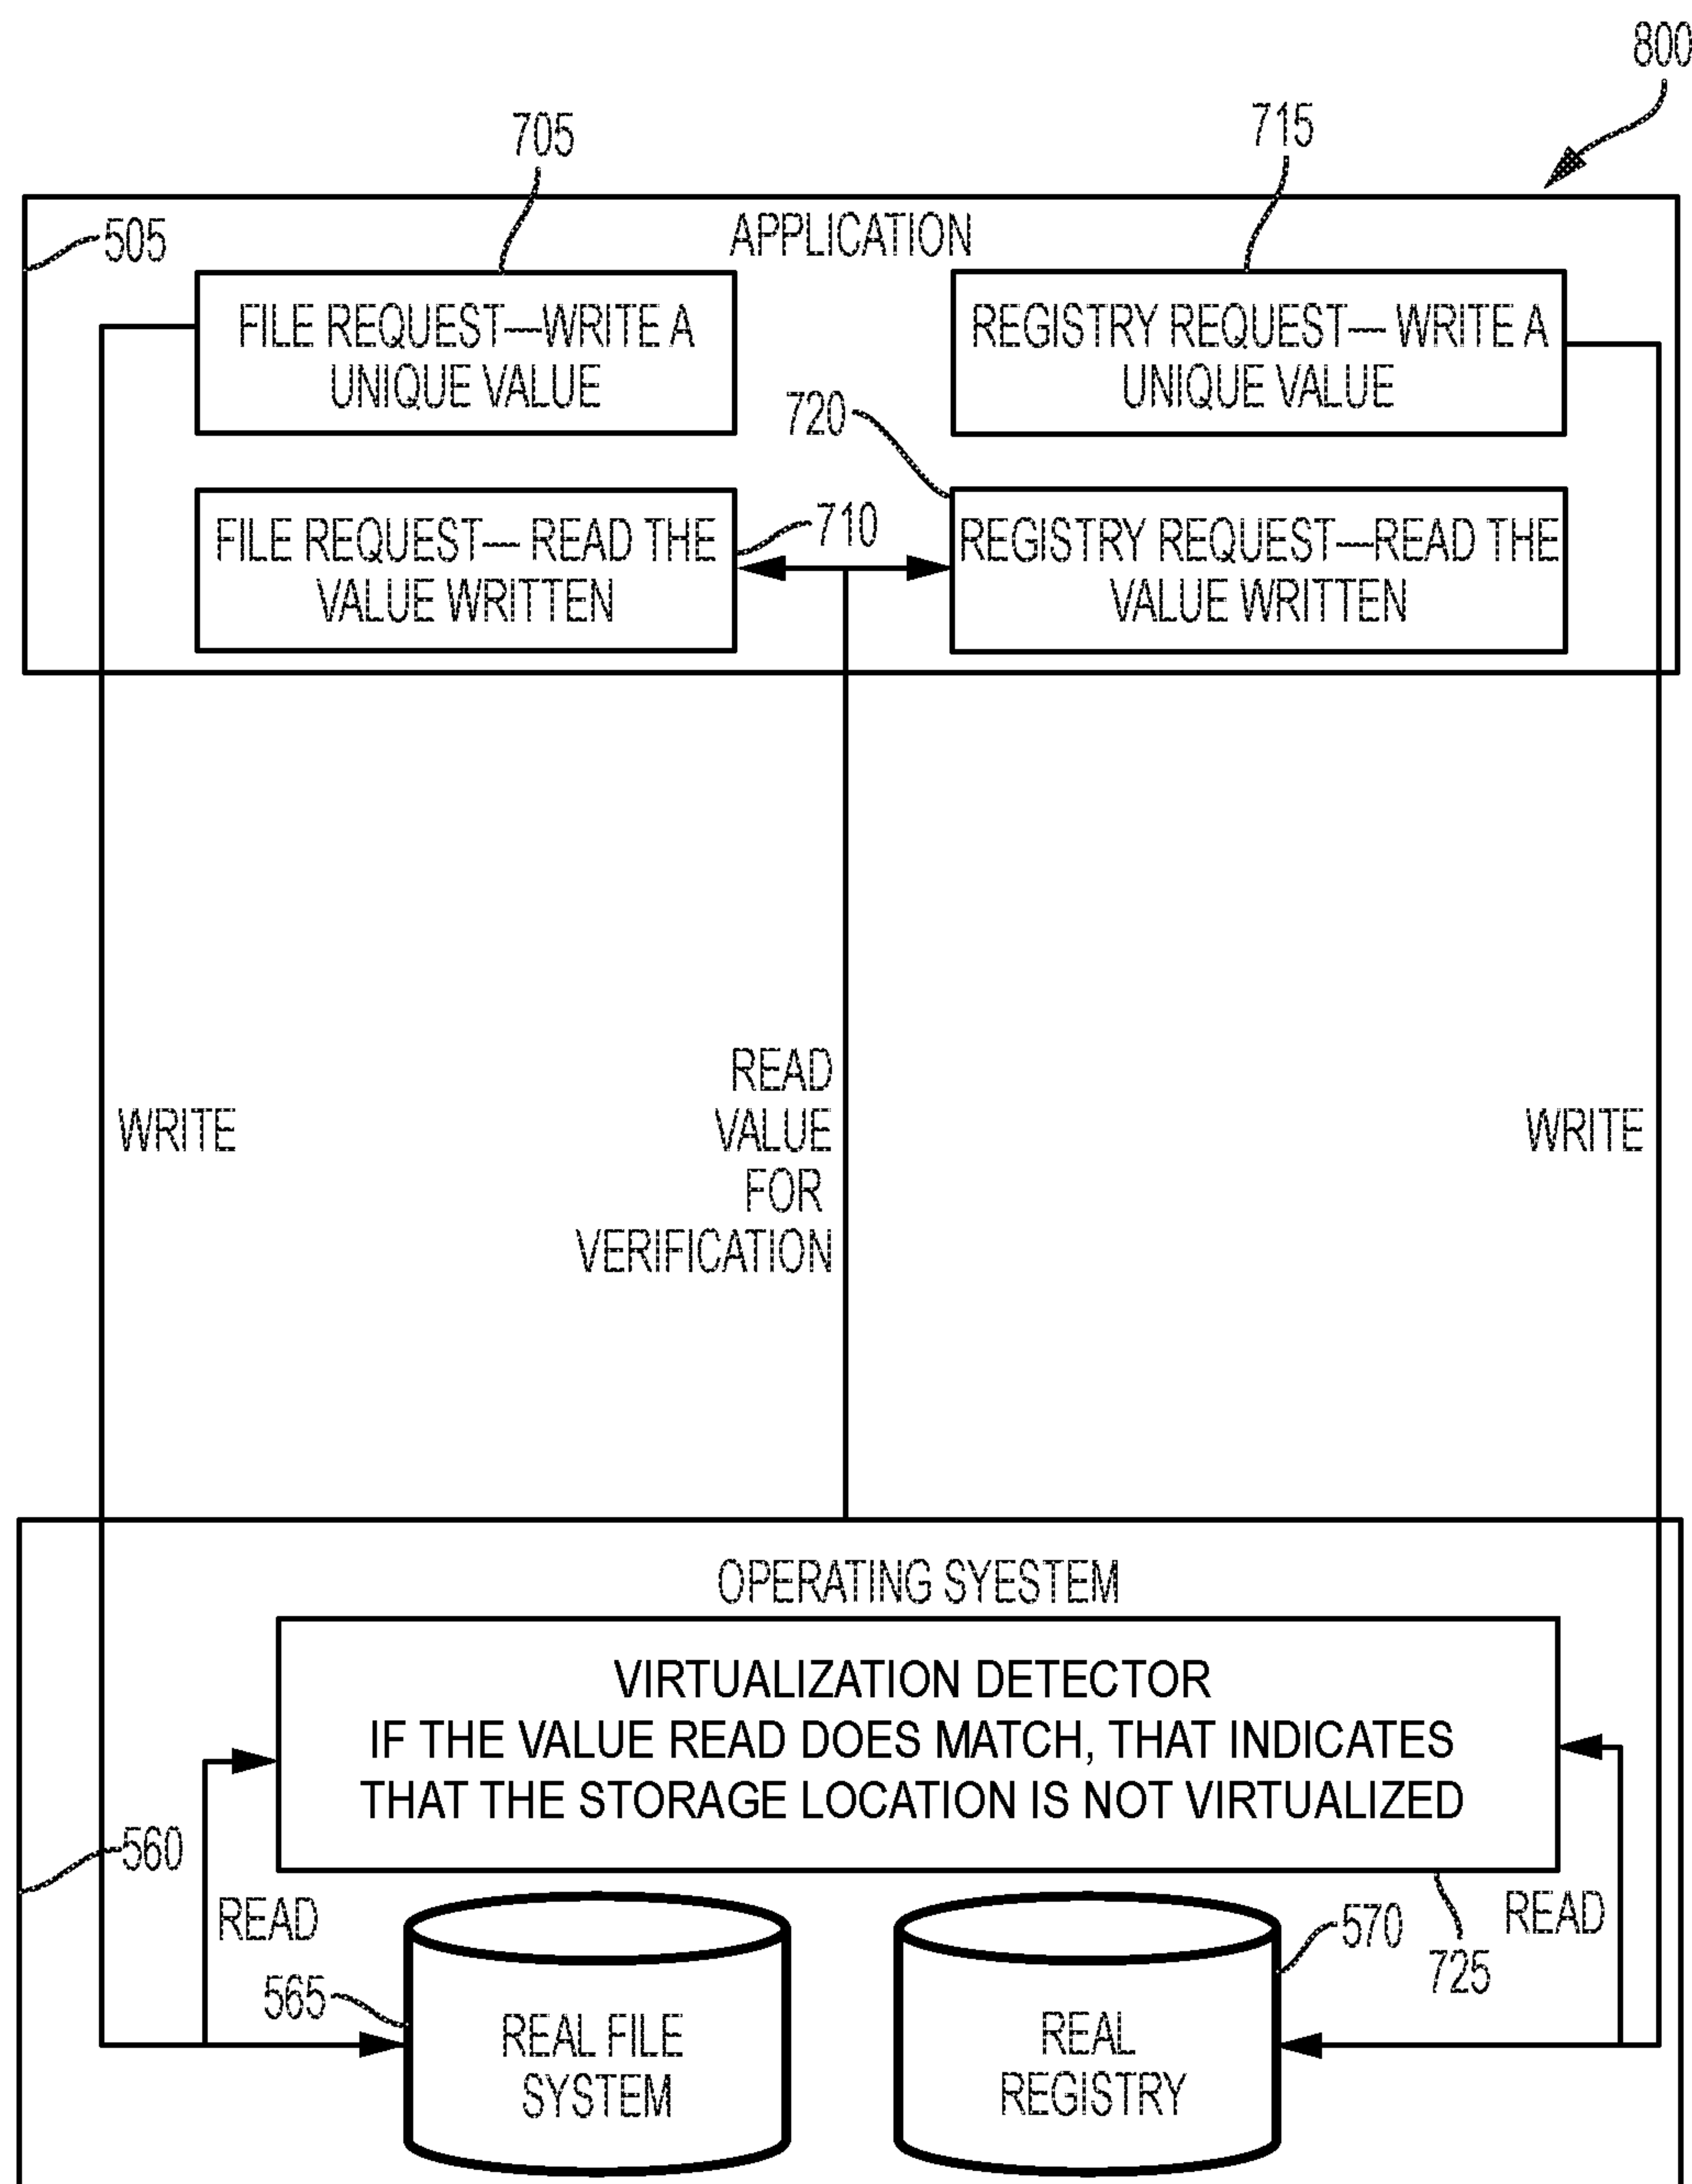 800
705
715
505
APPLICATION
FILE REQUEST—WRITE A
UNIQUE VALUE
REGISTRY REQUEST— WRITE A
UNIQUE VALUE
720
710
FILE REQUEST— READ THE
VALUE WRITTEN
REGISTRY REQUEST—READ THE
VALUE WRITTEN
READ
VALUE
FOR
VERIFICATION
WRITE
WRITE
OPERATING SYESTEM
VIRTUALIZATION DETECTOR
IF THE VALUE READ DOES MATCH, THAT INDICATES
THAT THE STORAGE LOCATION IS NOT VIRTUALIZED
560
READ
READ
570
725
565
REAL FILE
SYSTEM
REAL
REGISTRY